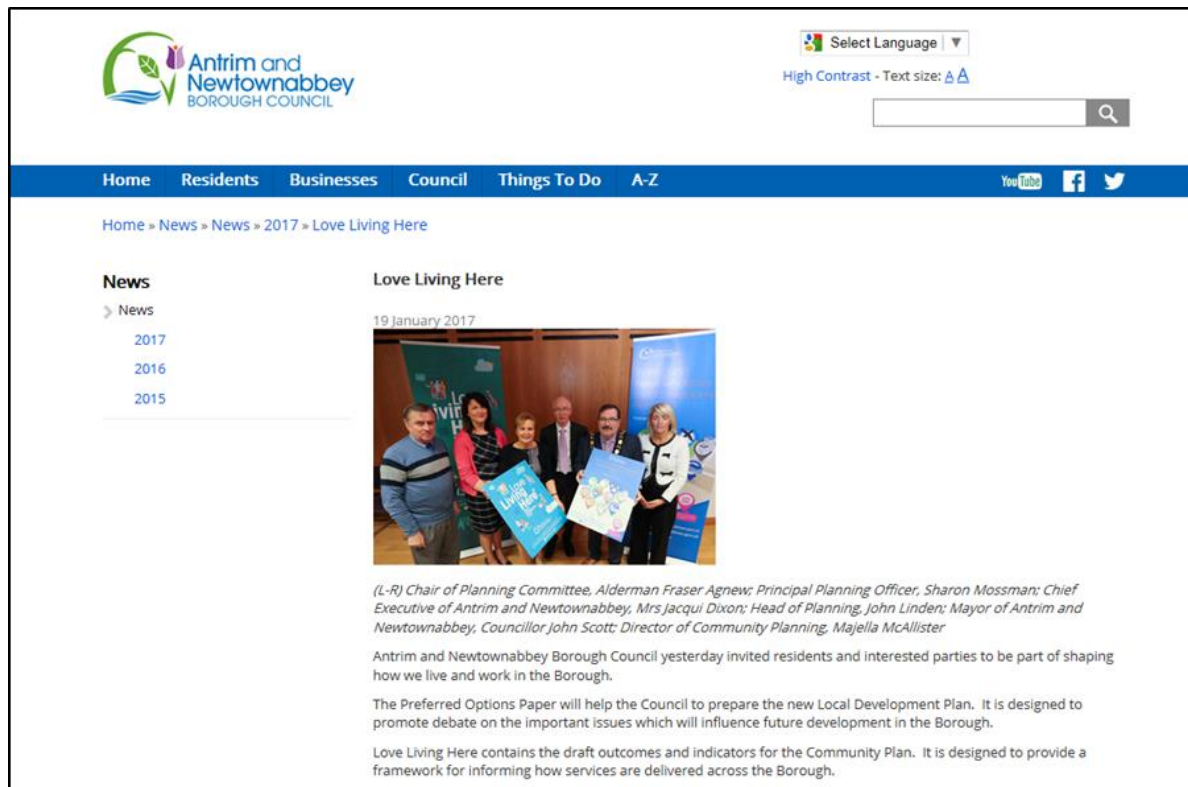 Antrim and
Newtownabbey
BOROUGH COUNCIL
Select Language ▼
High Contrast - Text size: A A
Home Residents Businesses Council Things To Do A-Z YouTube
Home » News » News » 2017 » Love Living Here
News
News
2017
2016
2015
Love Living Here
19 January 2017
Love
Living
Here
(L-R) Chair of Planning Committee, Alderman Fraser Agnew; Principal Planning Officer, Sharon Mossman; Chief
Executive of Antrim and Newtownabbey, Mrs Jacqui Dixon; Head of Planning, John Linden; Mayor of Antrim and
Newtownabbey, Councillor John Scott; Director of Community Planning, Majella McAllister
Antrim and Newtownabbey Borough Council yesterday invited residents and interested parties to be part of shaping
how we live and work in the Borough.
The Preferred Options Paper will help the Council to prepare the new Local Development Plan. It is designed to
promote debate on the important issues which will influence future development in the Borough.
Love Living Here contains the draft outcomes and indicators for the Community Plan. It is designed to provide a
framework for informing how services are delivered across the Borough.